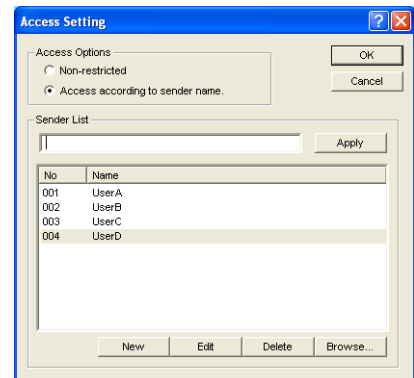 Access Setting
Access Options
Non-restricted
Access according to sender name.
OK
Cancel
Sender List
Apply
No Name
001 UserA
002 UserB
003 UserC
004 UserD
New Edit Delete Browse...